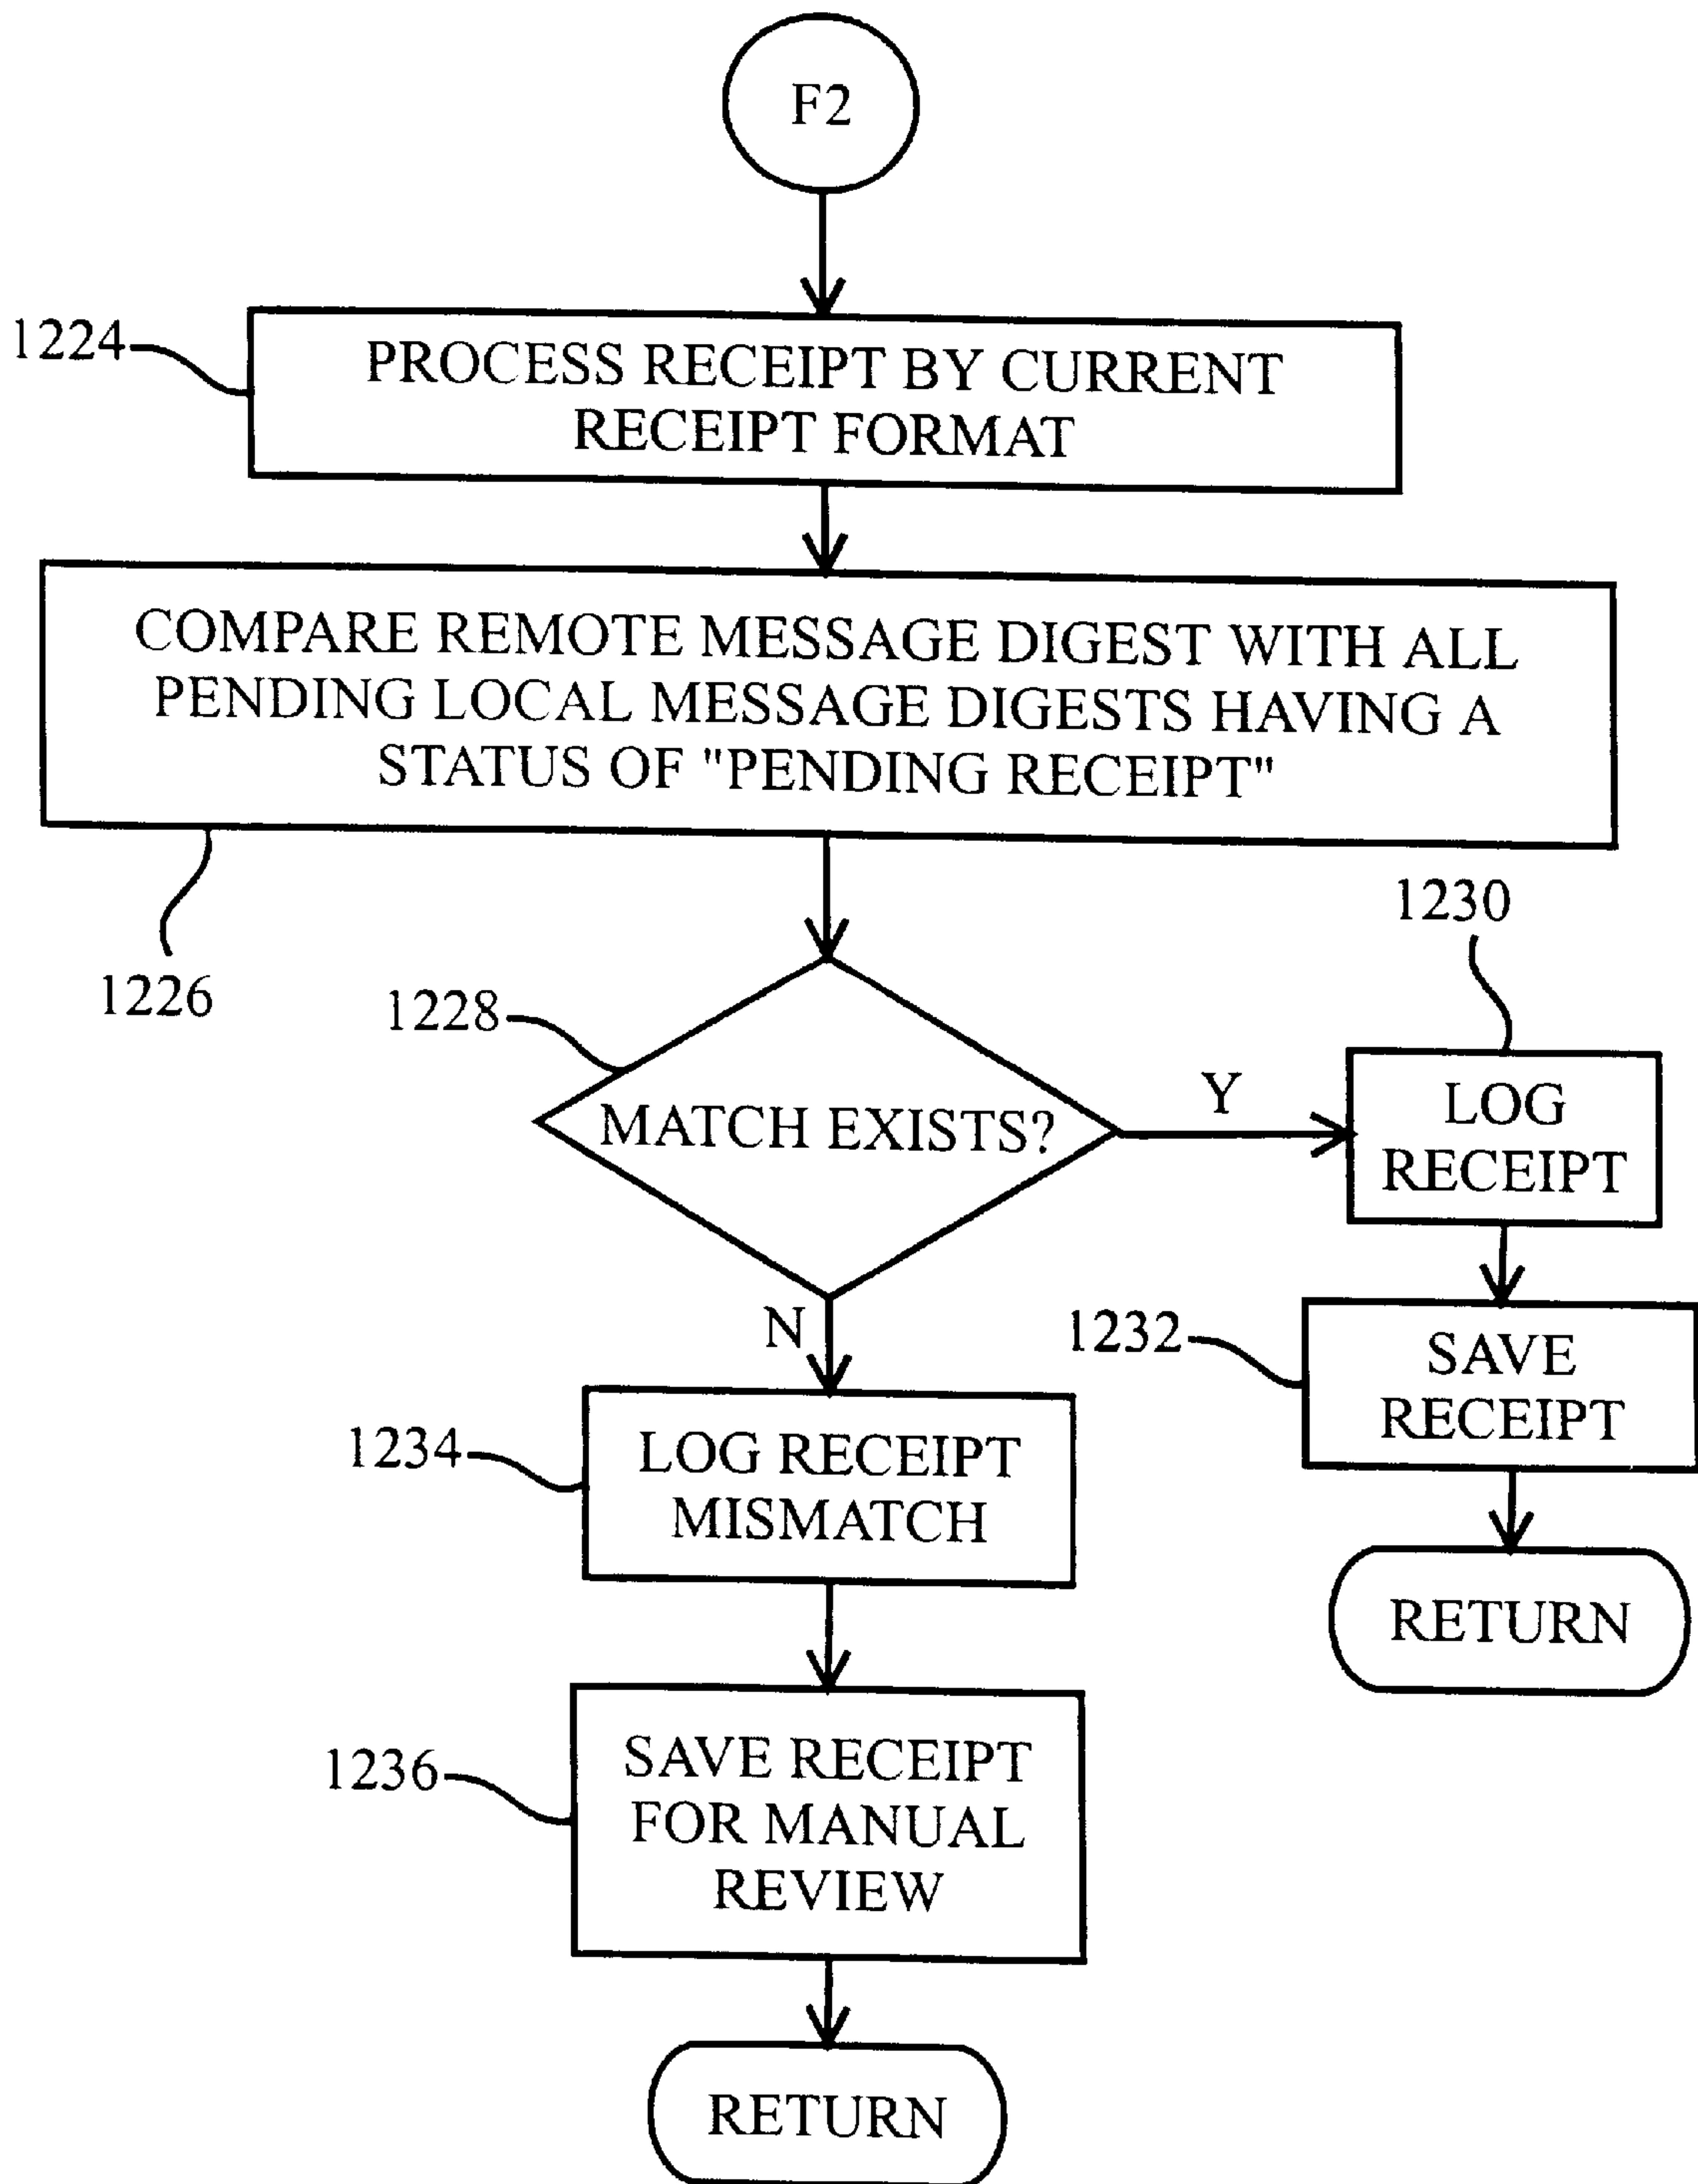 F2
1224
PROCESS RECEIPT BY CURRENT
RECEIPT FORMAT
COMPARE REMOTE MESSAGE DIGEST WITH ALL
PENDING LOCAL MESSAGE DIGESTS HAVING A
STATUS OF "PENDING RECEIPT"
1226
1230
1228
MATCH EXISTS?
Y
LOG
RECEIPT
N
1232
SAVE
RECEIPT
1234
LOG RECEIPT
MISMATCH
RETURN
1236
SAVE RECEIPT
FOR MANUAL
REVIEW
RETURN